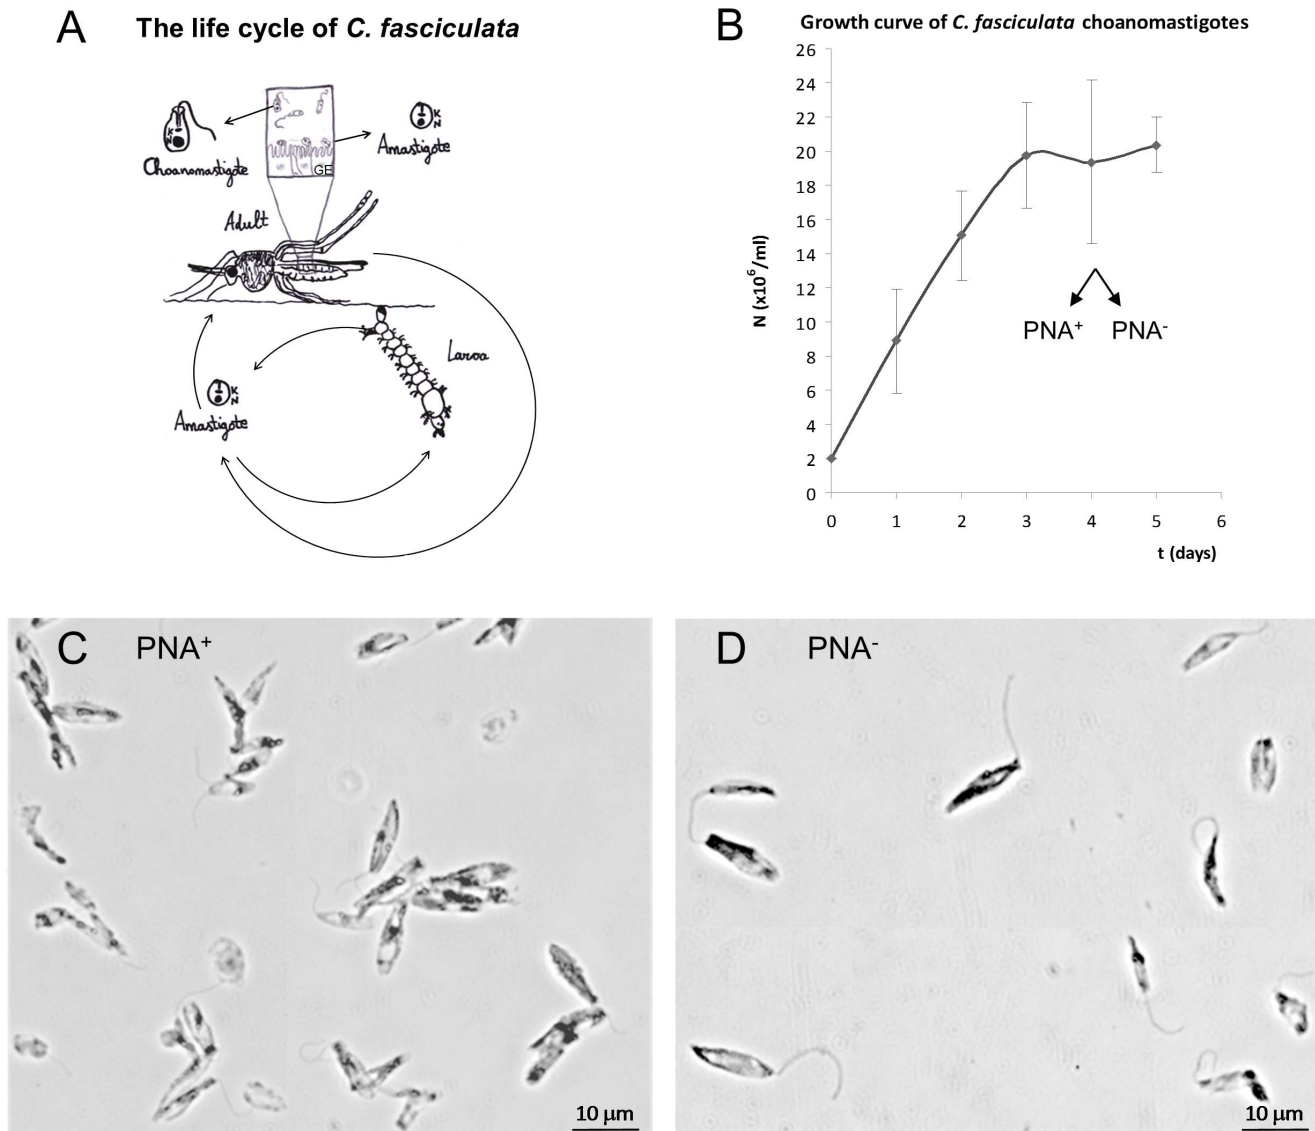 A
The life cycle of C. fasciculata
K
N
Choanomastigote
K
N
Amastigote
GE
Adult
Larva
K
N
Amastigote
B
Growth curve of C. fasciculata choanomastigotes
26
24
22
20
18
16
14
12
10
8
6
4
2
0
N (x10⁶/ml)
0 1 2 3 4 5 6
t (days)
PNA⁺ PNA⁻
C PNA⁺
10 µm
D PNA⁻
10 µm